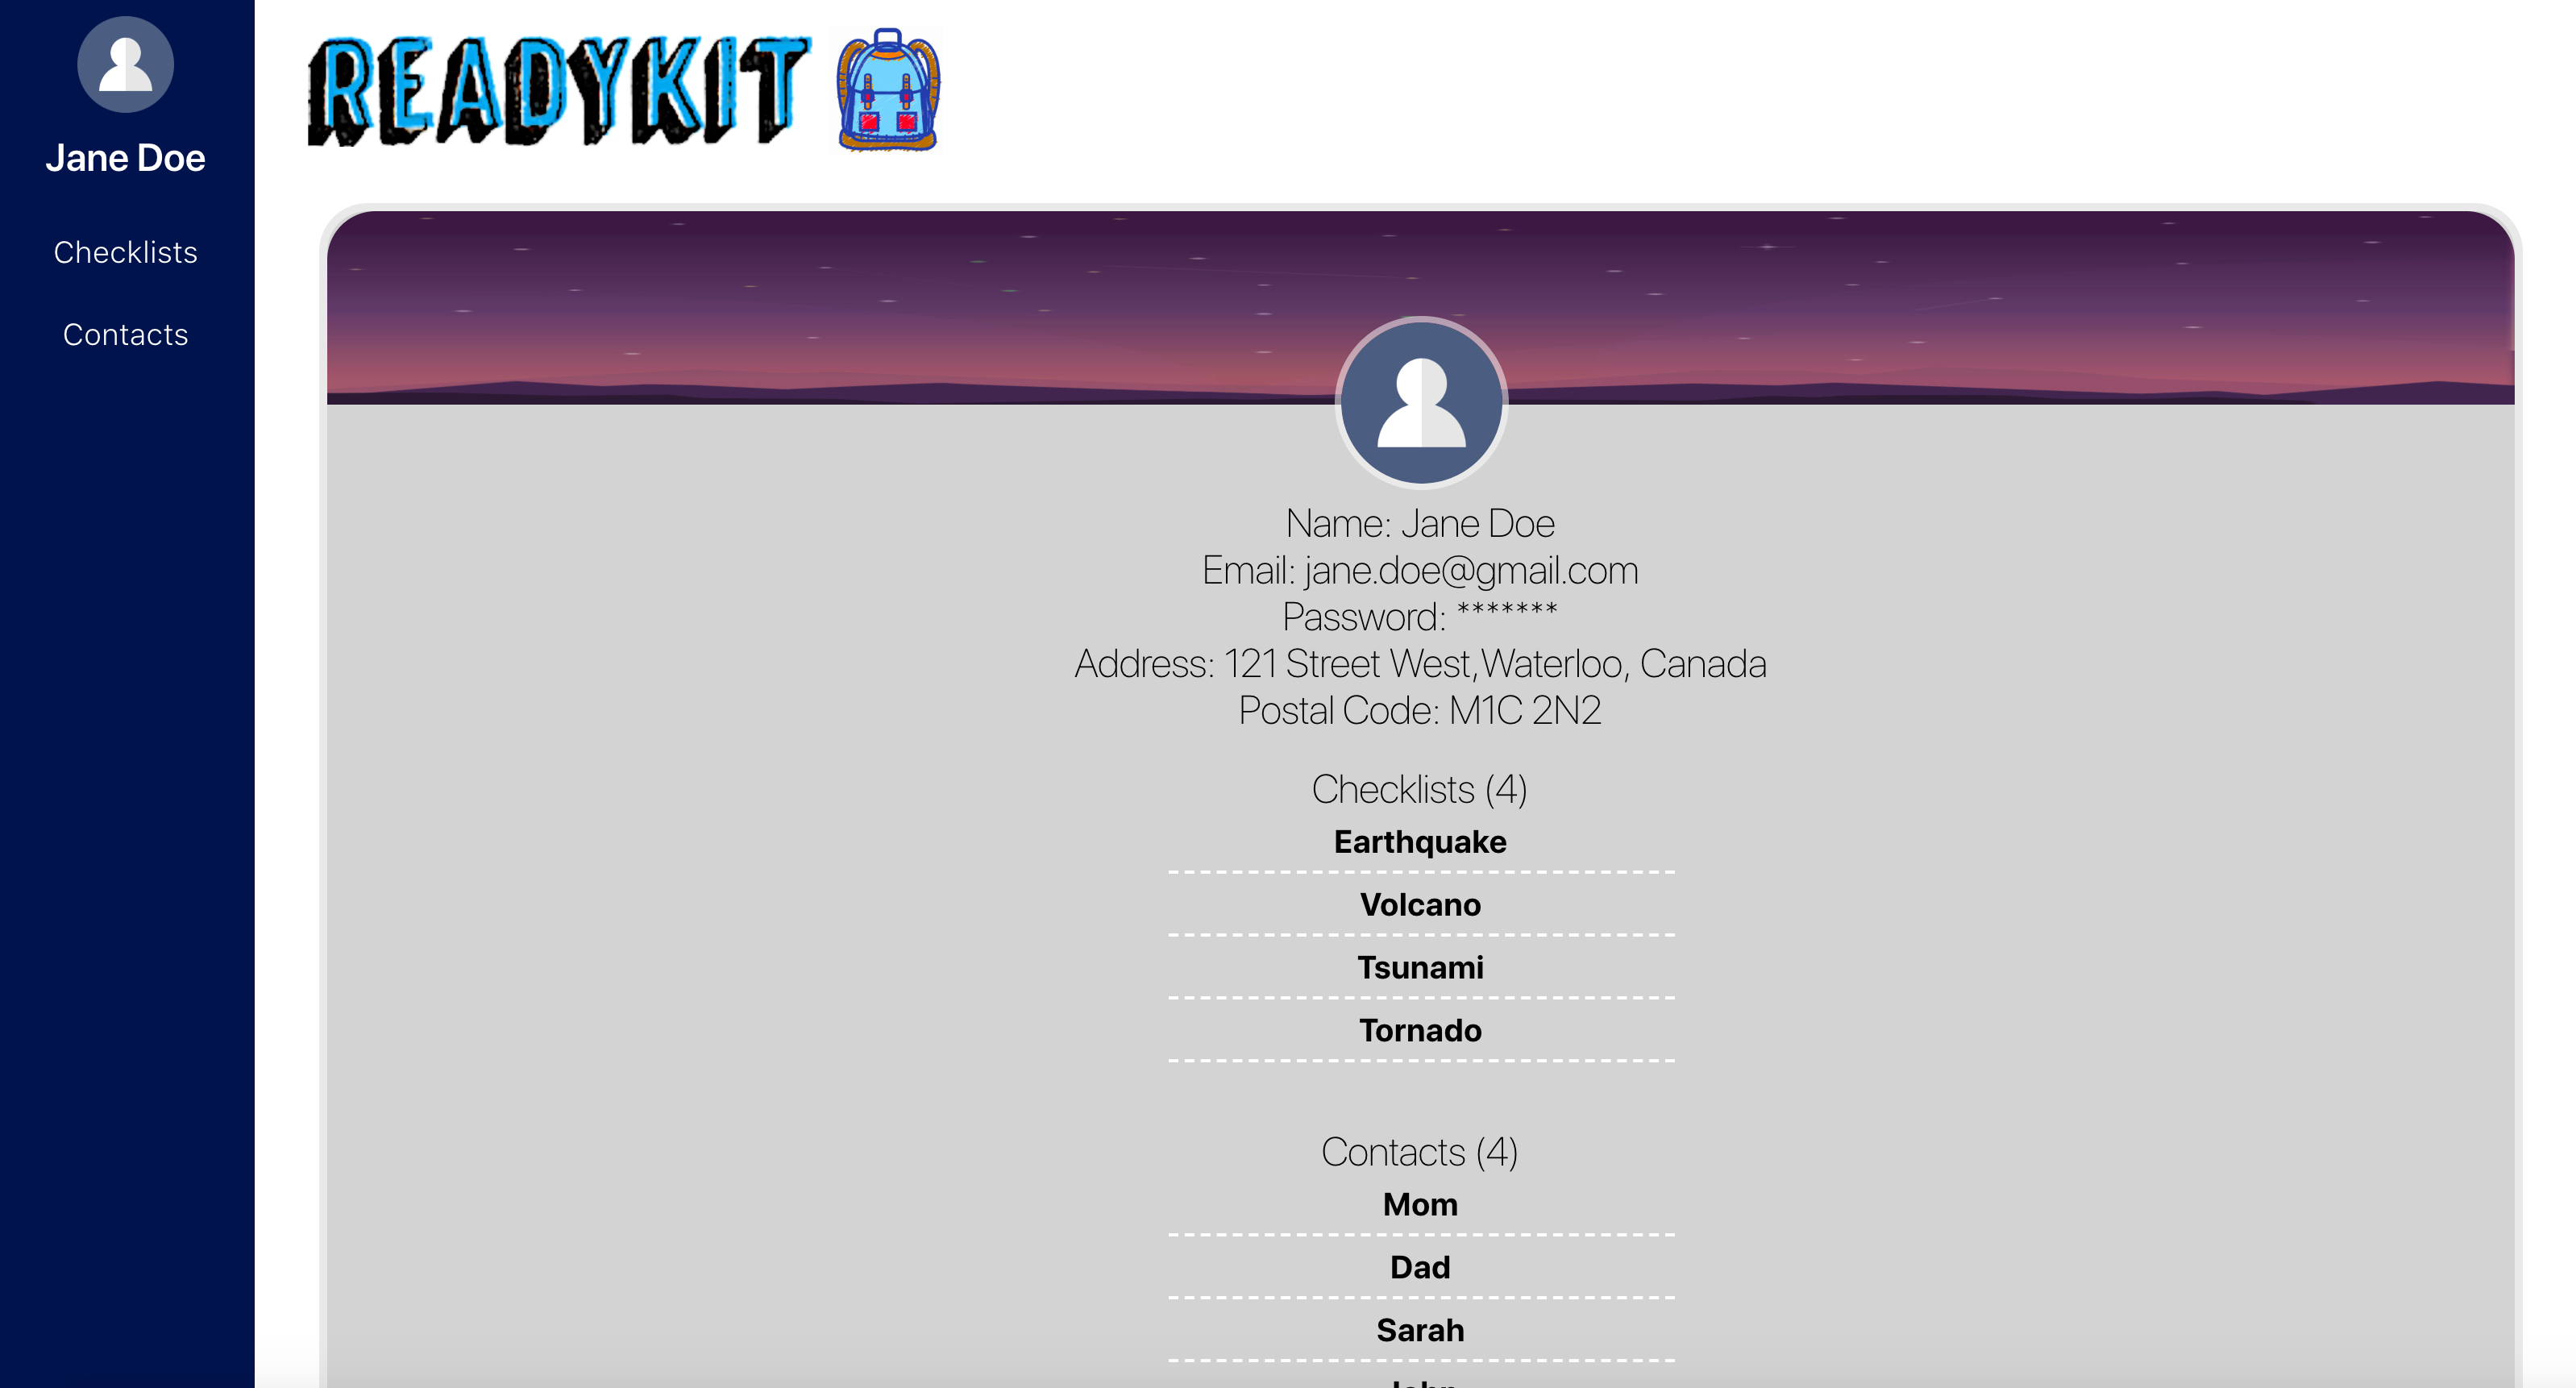 Jane Doe
Checklists
Contacts
READYKIT
Name: Jane Doe
Email: jane.doe@gmail.com
Password: *******
Address: 121 Street West,Waterloo, Canada
Postal Code: M1C 2N2
Checklists (4)
Earthquake
Volcano
Tsunami
Tornado
Contacts (4)
Mom
Dad
Sarah